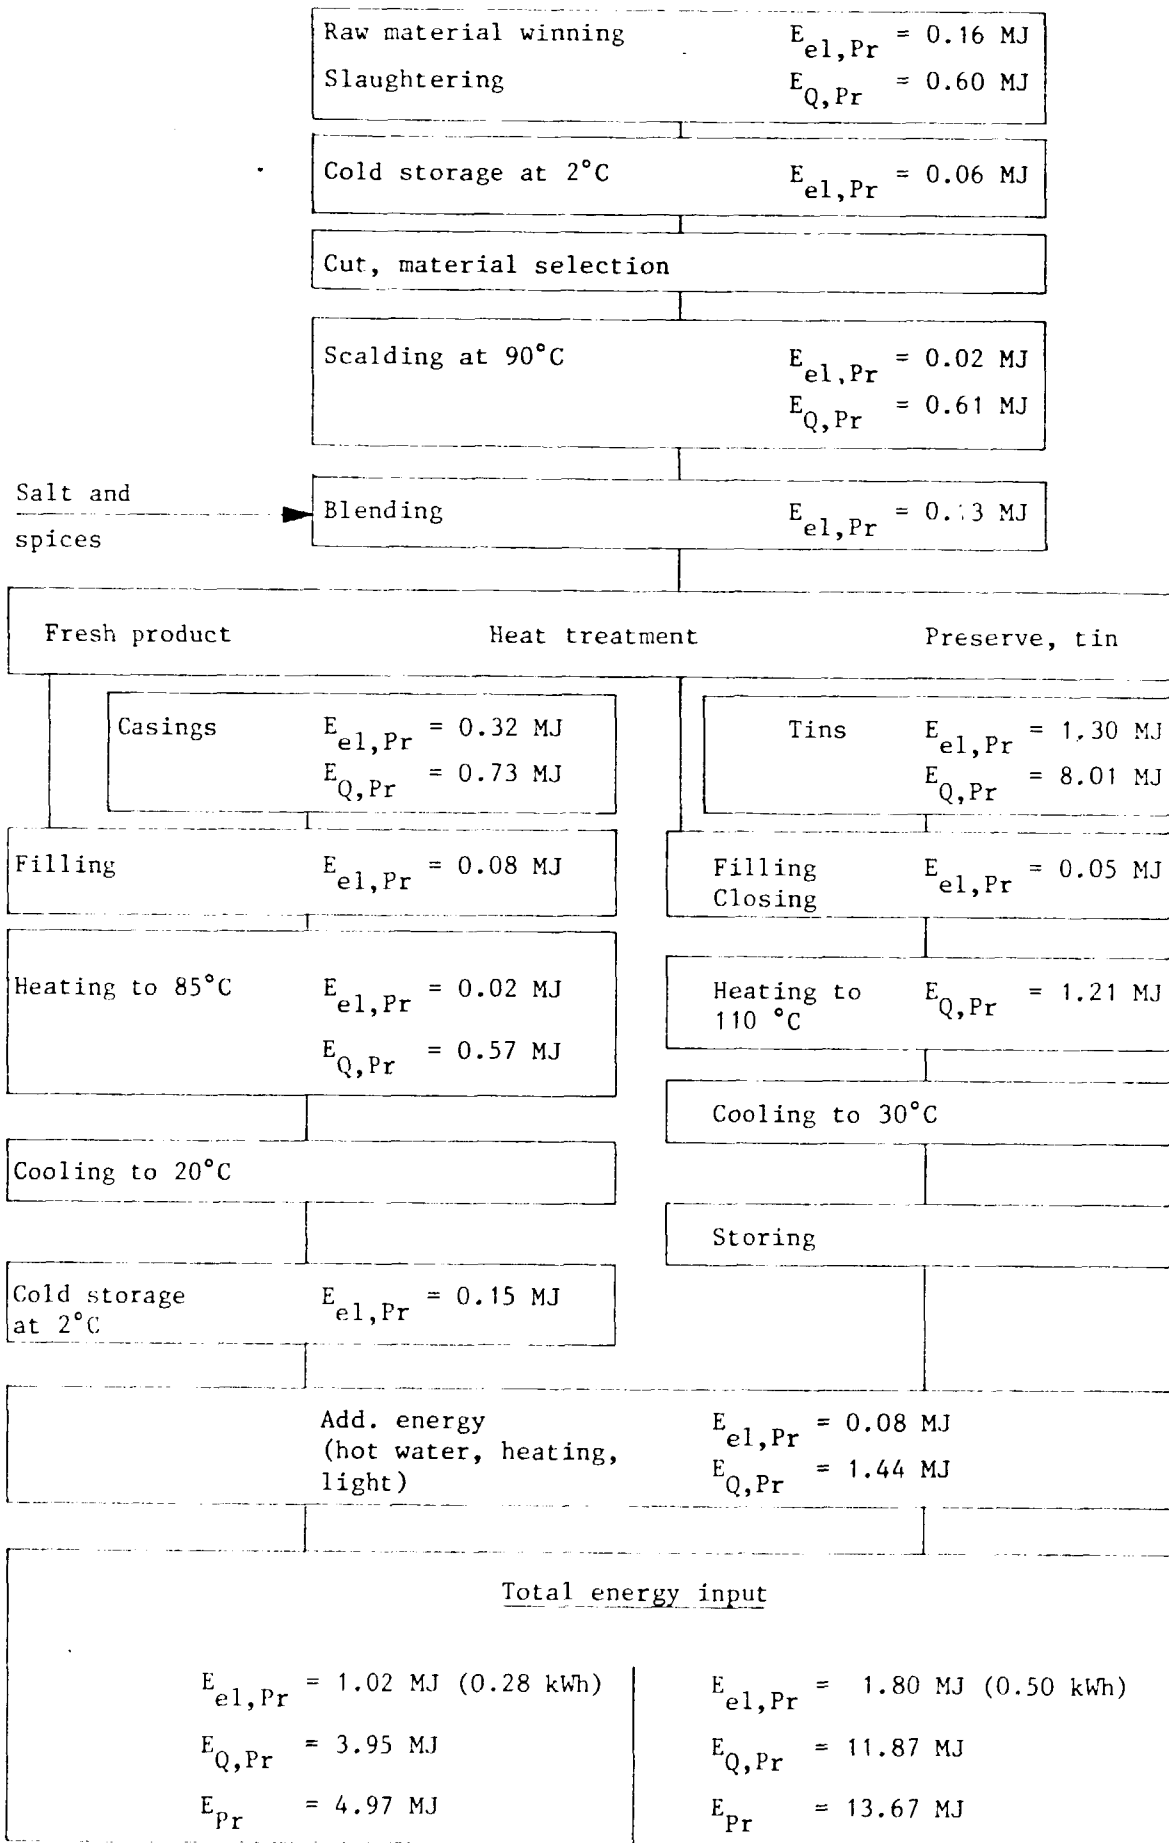 Raw material winning E el,Pr = 0.16 MJ
Slaughtering E Q,Pr = 0.60 MJ
Cold storage at 2°C E el,Pr = 0.06 MJ
Cut, material selection
Scalding at 90°C E el,Pr = 0.02 MJ
E Q,Pr = 0.61 MJ
Salt and
spices
Blending E el,Pr = 0.13 MJ
Fresh product Heat treatment Preserve, tin
Casings E el,Pr = 0.32 MJ
E Q,Pr = 0.73 MJ
Tins E el,Pr = 1.30 MJ
E Q,Pr = 8.01 MJ
Filling E el,Pr = 0.08 MJ
Filling E el,Pr = 0.05 MJ
Closing
Heating to 85°C E el,Pr = 0.02 MJ
E Q,Pr = 0.57 MJ
Heating to E Q,Pr = 1.21 MJ
110 °C
Cooling to 30°C
Cooling to 20°C
Storing
Cold storage E el,Pr = 0.15 MJ
at 2°C
Add. energy E el,Pr = 0.08 MJ
(hot water, heating, E Q,Pr = 1.44 MJ
light)
Total energy input
E el,Pr = 1.02 MJ (0.28 kWh)
E Q,Pr = 3.95 MJ
E Pr = 4.97 MJ
E el,Pr = 1.80 MJ (0.50 kWh)
E Q,Pr = 11.87 MJ
E Pr = 13.67 MJ